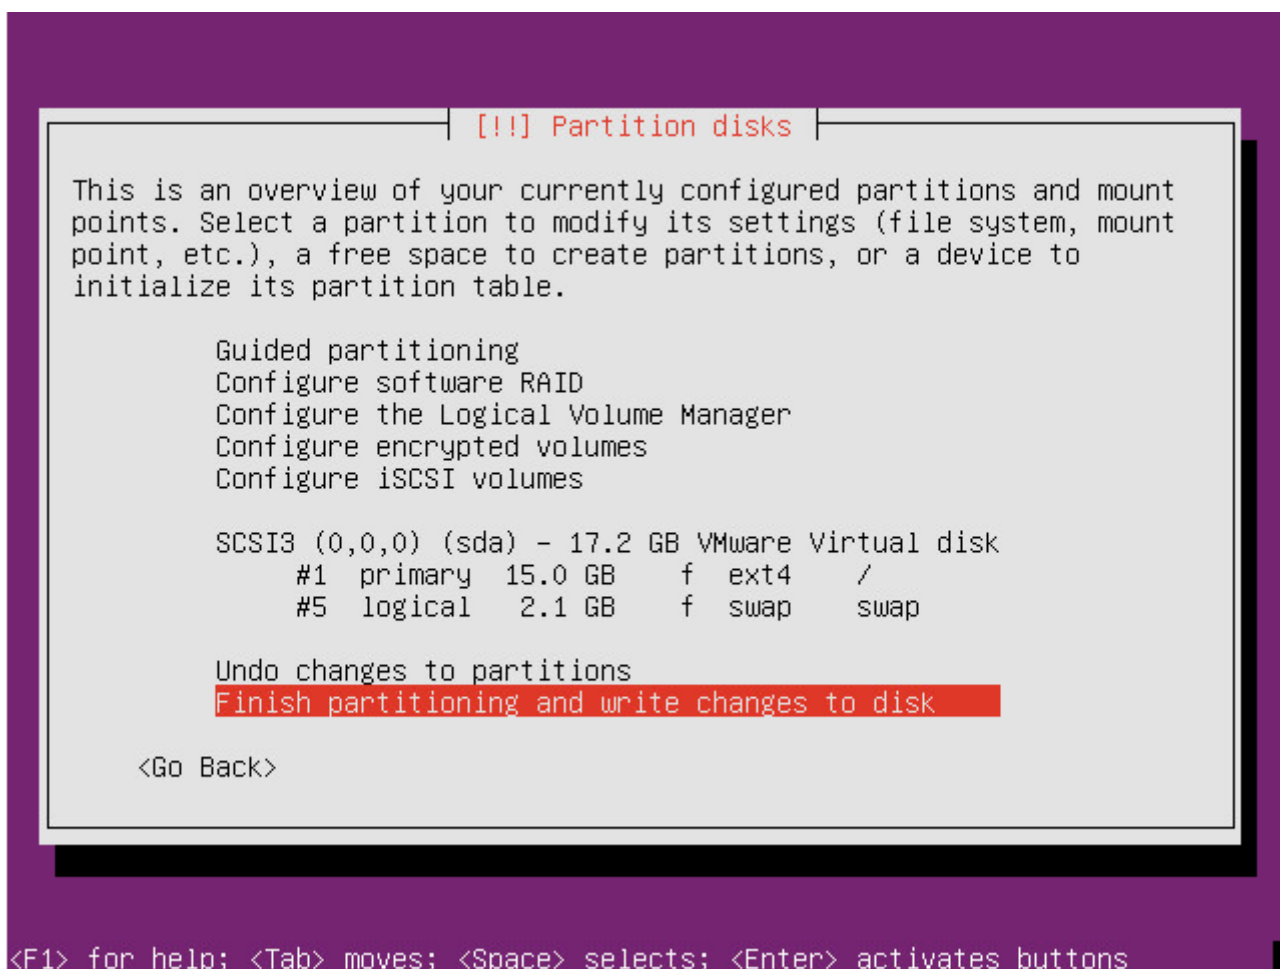 [!!] Partition disks
This is an overview of your currently configured partitions and mount
points. Select a partition to modify its settings (file system, mount
point, etc.), a free space to create partitions, or a device to
initialize its partition table.
Guided partitioning
Configure software RAID
Configure the Logical Volume Manager
Configure encrypted volumes
Configure iSCSI volumes
SCSI3 (0,0,0) (sda) - 17.2 GB VMware Virtual disk
#1 primary 15.0 GB f ext4 /
#5 logical 2.1 GB f swap swap
Undo changes to partitions
Finish partitioning and write changes to disk
<Go Back>
<F1> for help; <Tab> moves; <Space> selects; <Enter> activates buttons